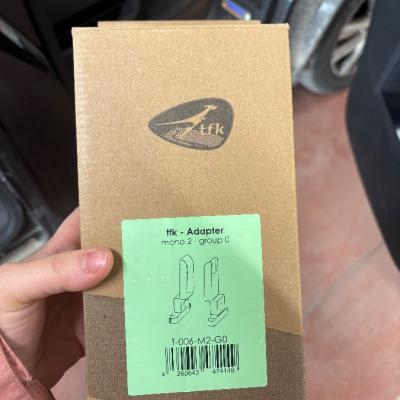 tfk
tfk - Adapter
mono 2 - group 0
T-006-M2-G0
4 260643 474149